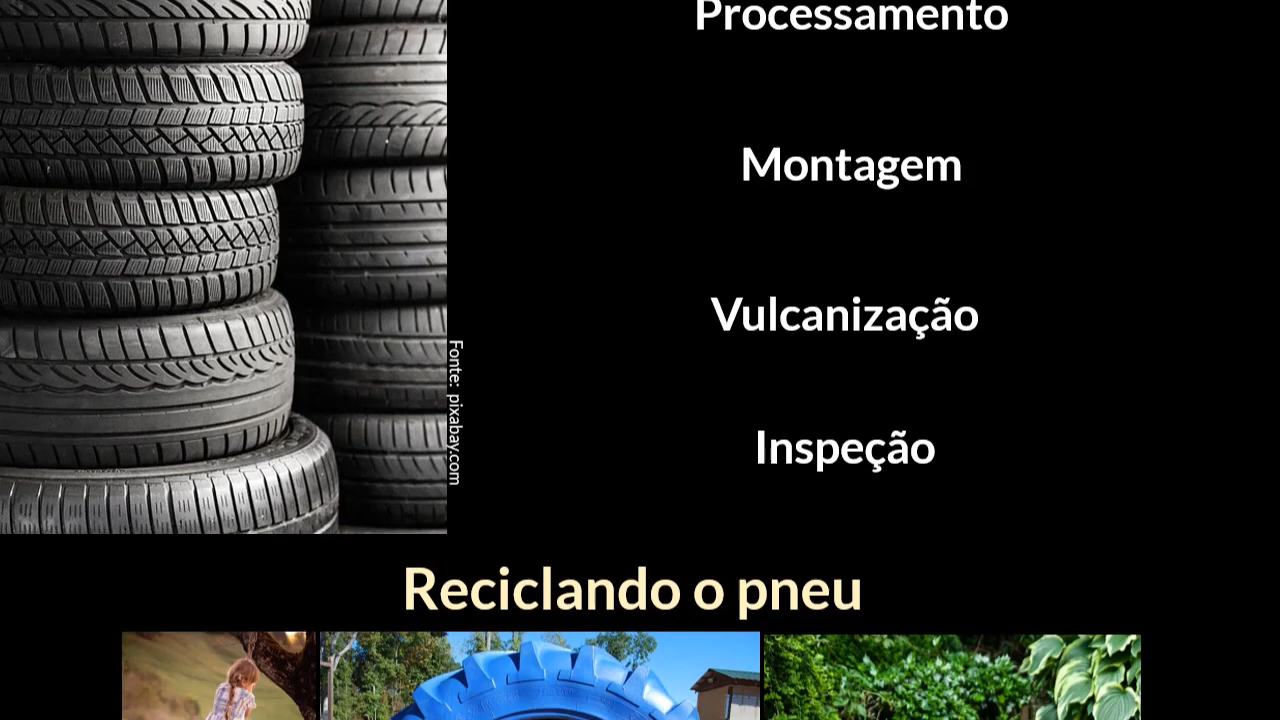 Processamento
Montagem
Vulcanização
Inspeção
Fonte: pixabay.com
Reciclando o pneu